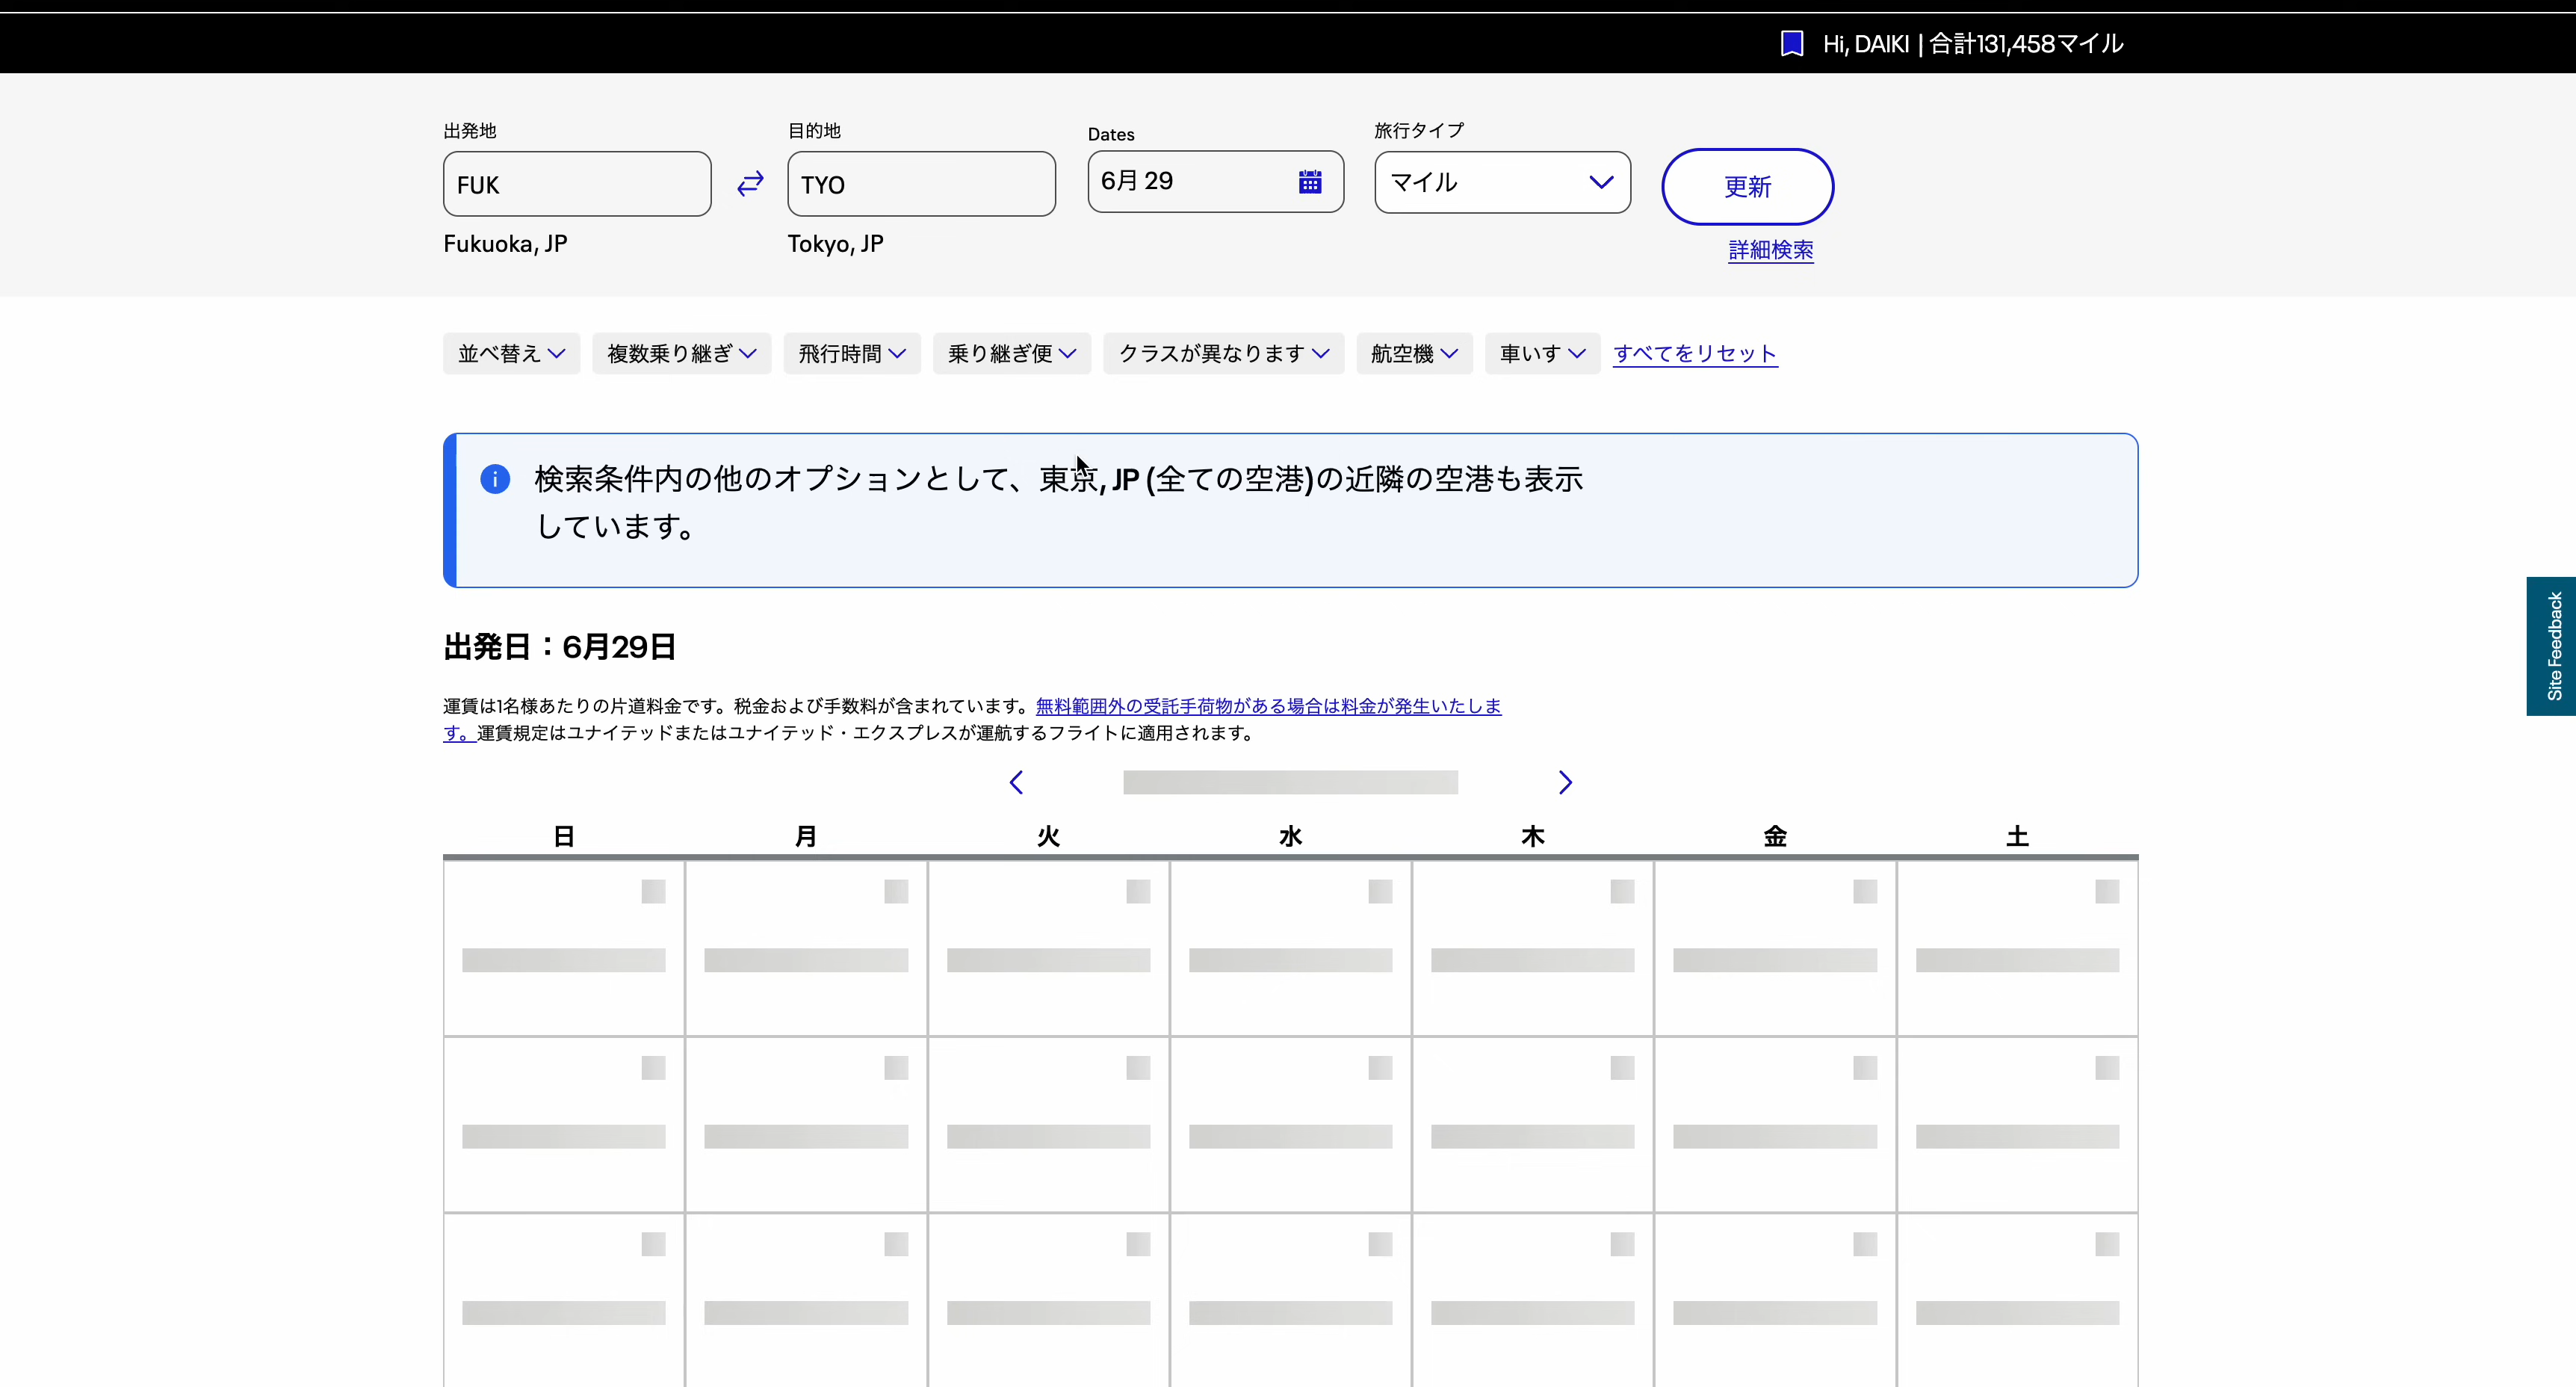 Hi, DAIKI | 合計131,458マイル
出発地
目的地
Dates
旅行タイプ
FUK
TYO
6月 29
マイル
更新
Fukuoka, JP
Tokyo, JP
詳細検索
並べ替え
複数乗り継ぎ
飛行時間
乗り継ぎ便
クラスが異なります
航空機
車いす
すべてをリセット
検索条件内の他のオプションとして、東京, JP (全ての空港)の近隣の空港も表示
しています。
Site Feedback
出発日：6月29日
運賃は1名様あたりの片道料金です。税金および手数料が含まれています。無料範囲外の受託手荷物がある場合は料金が発生いたしま
す。運賃規定はユナイテッドまたはユナイテッド・エクスプレスが運航するフライトに適用されます。
日 月 火 水 木 金 土